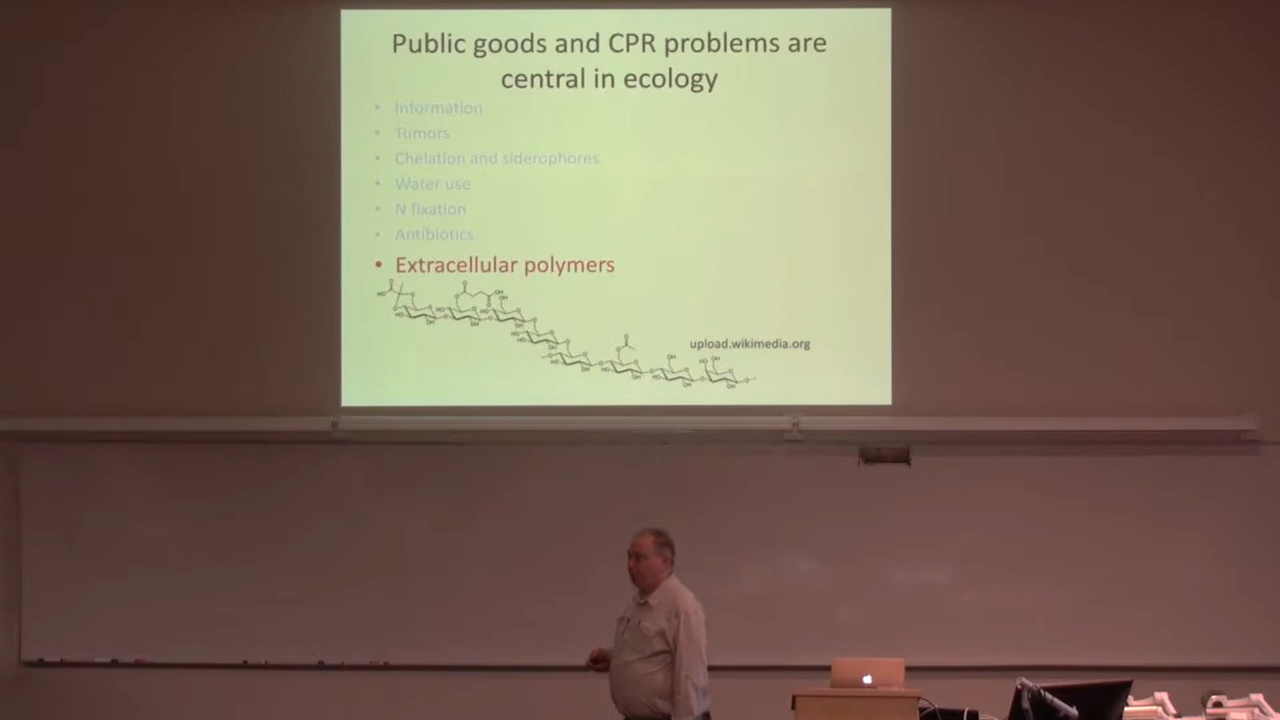 Public goods and CPR problems are
central in ecology
• Information
• Tumors
• Chelation and siderophores
• Water use
• N fixation
• Antibiotics
• Extracellular polymers
upload.wikimedia.org